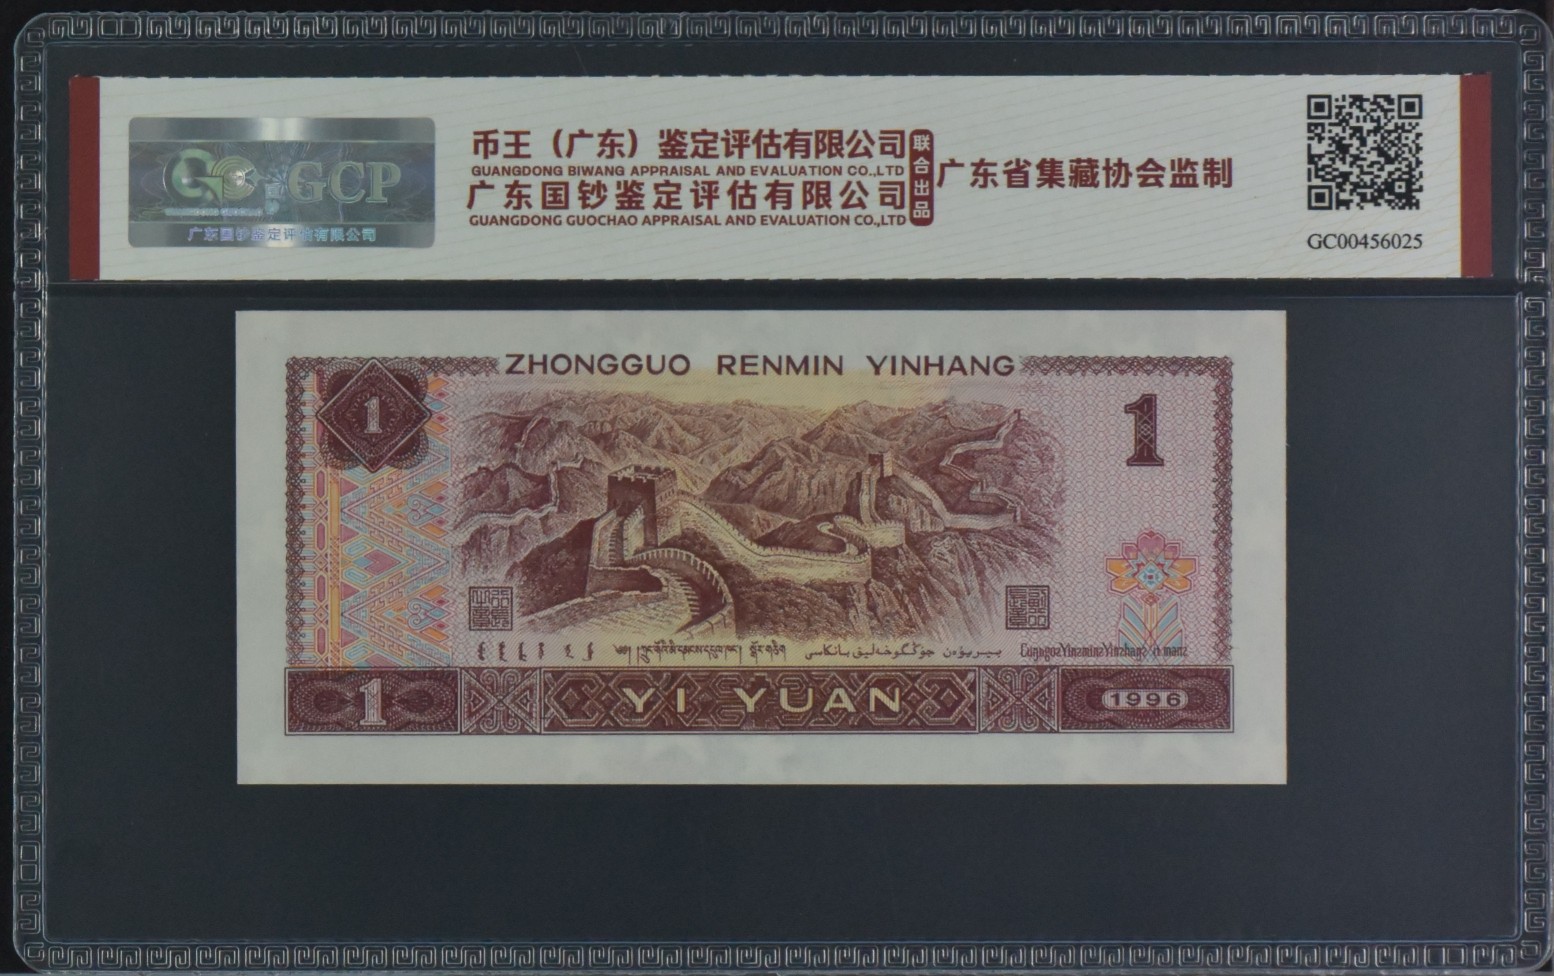 GCP
广东国钞鉴定评估有限公司
币王（广东）鉴定评估有限公司
GUANGDONG BIWANG APPRAISAL AND EVALUATION CO.,LTD
广东国钞鉴定评估有限公司
GUANGDONG GUOCHAO APPRAISAL AND EVALUATION CO.,LTD
联合出品
广东省集藏协会监制
GC00456025
ZHONGGUO RENMIN YINHANG
1
1
1
YI YUAN
1996